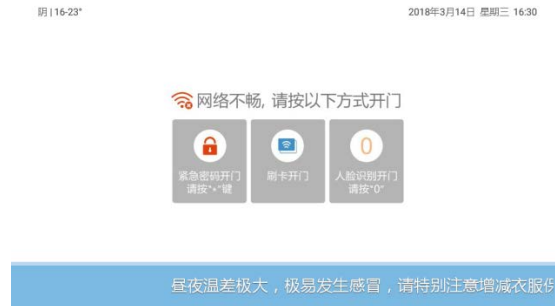 阴 | 16-23°
2018年3月14日 星期三 16:30
网络不畅, 请按以下方式开门
紧急密码开门
请按"*"键
刷卡开门
0
人脸识别开门
请按"0"
昼夜温差极大，极易发生感冒，请特别注意增减衣服